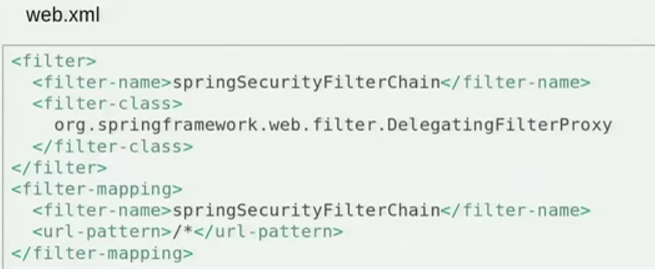 web.xml
<filter>
  <filter-name>springSecurityFilterChain</filter-name>
  <filter-class>
    org.springframework.web.filter.DelegatingFilterProxy
  </filter-class>
</filter>
<filter-mapping>
  <filter-name>springSecurityFilterChain</filter-name>
  <url-pattern>/*</url-pattern>
</filter-mapping>